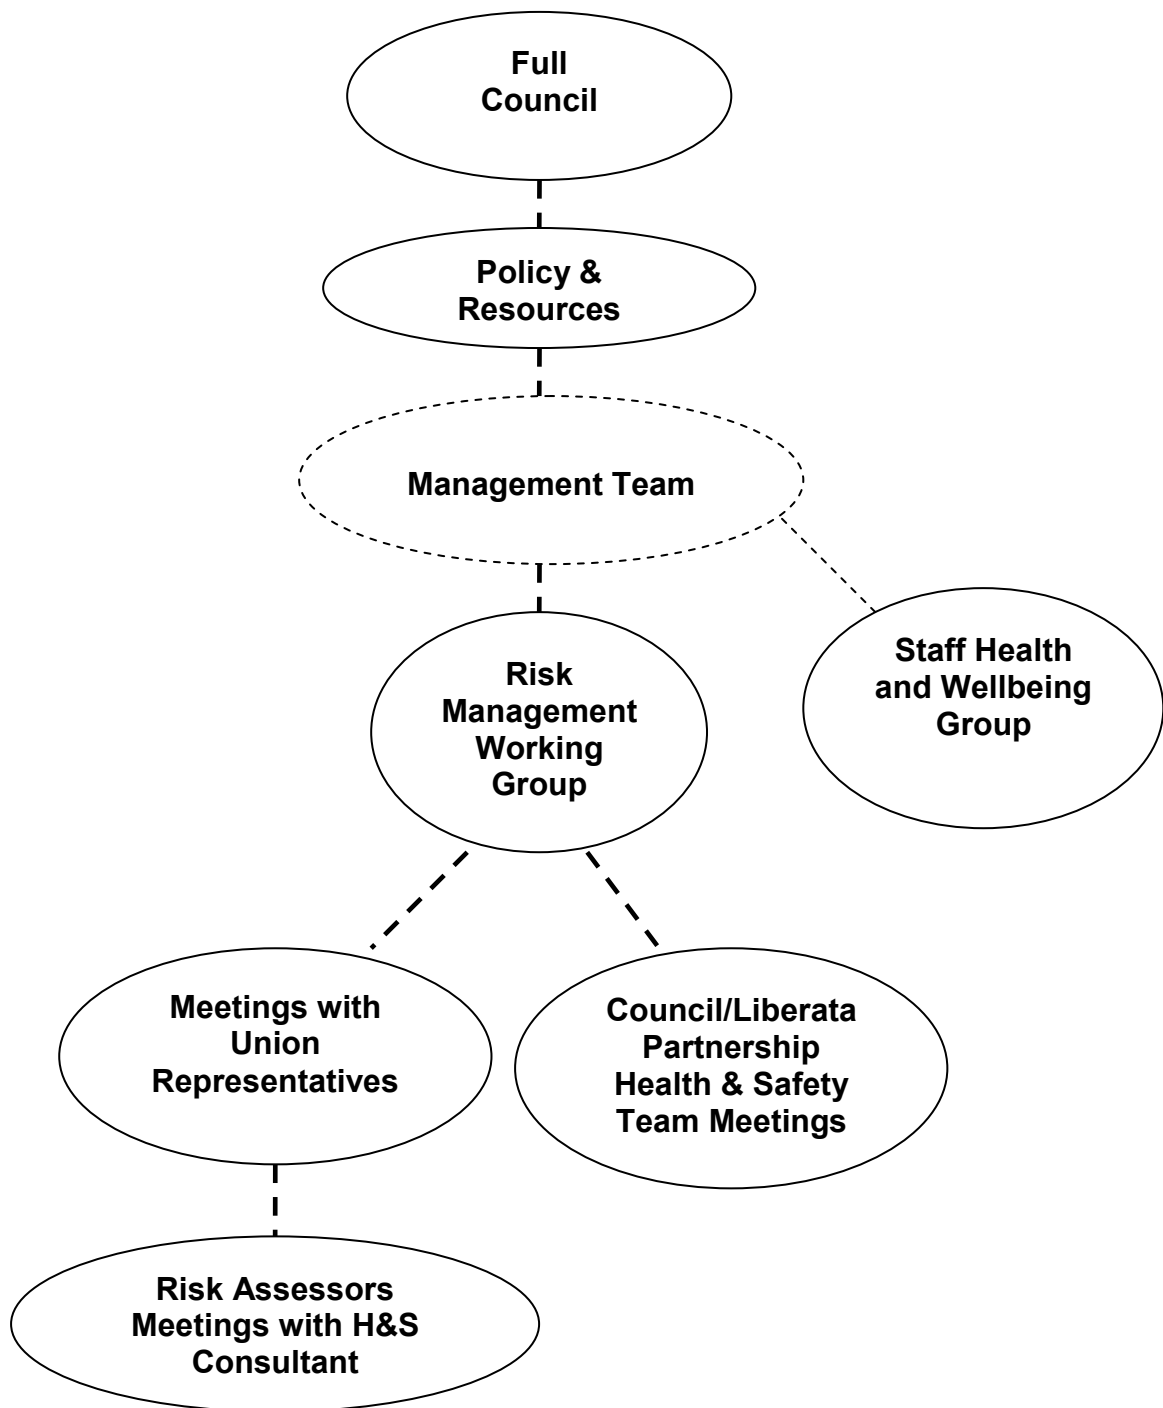 Full
Council
Policy &
Resources
Management Team
Risk
Management
Working
Group
Staff Health
and Wellbeing
Group
Meetings with
Union
Representatives
Council/Liberata
Partnership
Health & Safety
Team Meetings
Risk Assessors
Meetings with H&S
Consultant